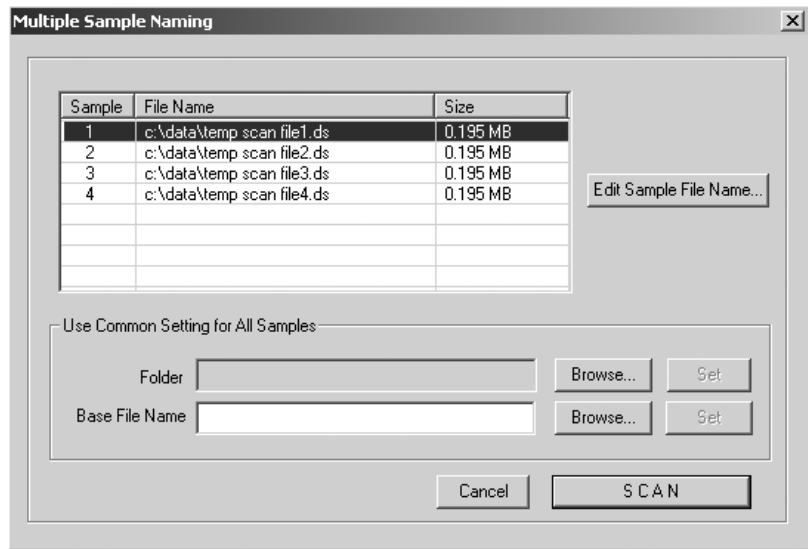 Multiple Sample Naming
Sample File Name Size
1 c:\data\temp scan file1.ds 0.195 MB
2 c:\data\temp scan file2.ds 0.195 MB
3 c:\data\temp scan file3.ds 0.195 MB
4 c:\data\temp scan file4.ds 0.195 MB
Edit Sample File Name...
Use Common Setting for All Samples
Folder Browse... Set
Base File Name Browse... Set
Cancel S C A N